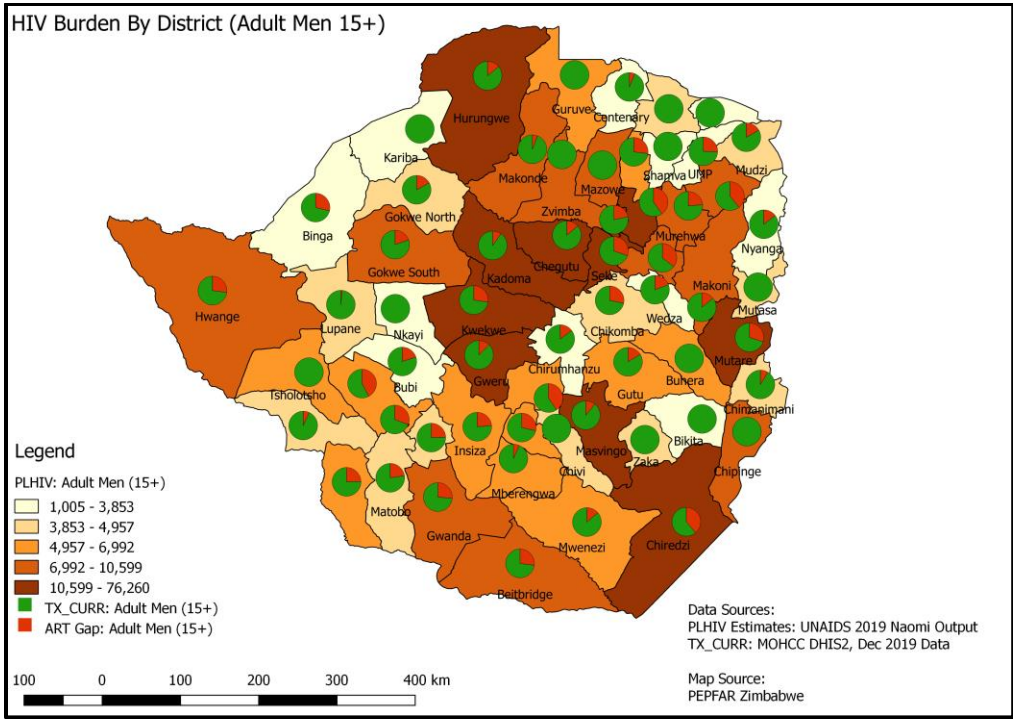 HIV Burden By District (Adult Men 15+)
Hurungwe
Guruve
Centenary
Kariba
Makonde
Mazowe
Shamva
UMP
Mudzi
Binga
Gokwe North
Zvimba
Murehwa
Nyanga
Gokwe South
Kadoma
Chegutu
Seke
Makoni
Hwange
Lupane
Nkayi
Kwekwe
Chikomba
Wedza
Mutasa
Mutare
Bubi
Gweru
Chirumhanzu
Gutu
Buhera
Tsholotsho
Chimanimani
Insiza
Masvingo
Zaka
Bikita
Chivi
Chipinge
Mberengwa
Matobo
Gwanda
Mwenezi
Chiredzi
Beitbridge
Legend
PLHIV: Adult Men (15+)
1,005 - 3,853
3,853 - 4,957
4,957 - 6,992
6,992 - 10,599
10,599 - 76,260
TX_CURR: Adult Men (15+)
ART Gap: Adult Men (15+)
100 0 100 200 300 400 km
Data Sources:
PLHIV Estimates: UNAIDS 2019 Naomi Output
TX_CURR: MOHCC DHIS2, Dec 2019 Data
Map Source:
PEPFAR Zimbabwe